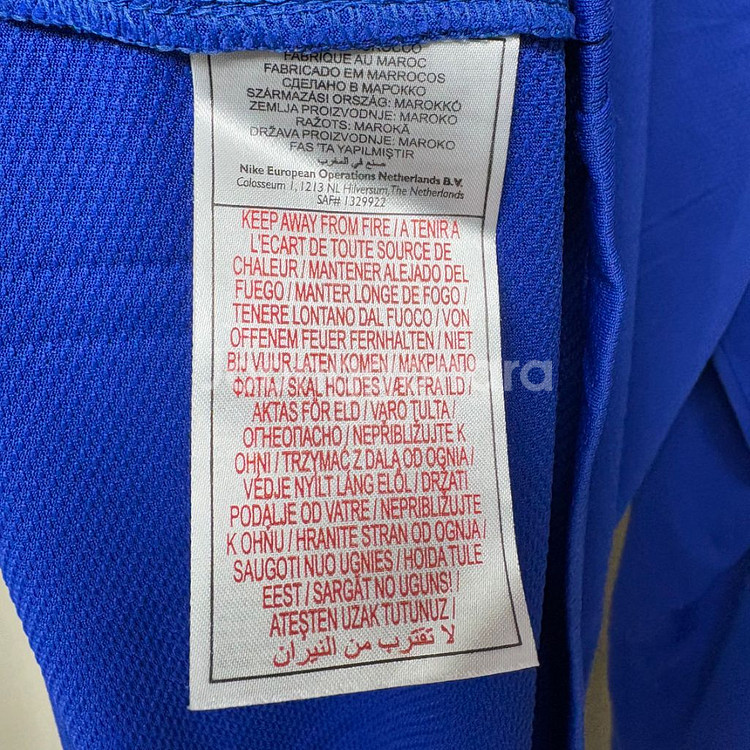 FABRIQUE AU MAROC
FABRICADO EM MARROCOS
СДЕЛАНО В МАРОККО
SZÁRMAZÁSI ORSZÁG: MAROKKÓ
ZEMLJA PROIZVODNJE: MAROKO
RAŽOTS: MAROKĀ
DRŽAVA PROIZVODNJE: MAROKO
FAS 'TA YAPILMIŞTIR
صنع في المغرب
Nike European Operations Netherlands B.V.
Colosseum 1, 1213 NL Hilversum, The Netherlands
SAF# 1329922
KEEP AWAY FROM FIRE / A TENIR A
L'ECART DE TOUTE SOURCE DE
CHALEUR / MANTENER ALEJADO DEL
FUEGO / MANTER LONGE DE FOGO /
TENERE LONTANO DAL FUOCO / VON
OFFENEM FEUER FERNHALTEN / NIET
BIJ VUUR LATEN KOMEN / ΜΑΚΡΙΑ ΑΠΟ
ΦΩΤΙΑ / SKAL HOLDES VÆK FRA ILD /
AKTAS FÖR ELD / VARO TULTA /
ОГНЕОПАСНО / NEPŘIBLIŽUJTE K
OHNI / TRZYMAĆ Z DALA OD OGNIA /
VÉDJE NYÍLT LÁNG ELŐL / DRŽATI
PODALJE OD VATRE / NEPRIBLIŽUJTE
K OHŇU / HRANITE STRAN OD OGNJA /
SAUGOTI NUO UGNIES / HOIDA TULE
EEST / SARGĀT NO UGUNS! /
ATEŞTEN UZAK TUTUNUZ /
لا تقترب من النيران